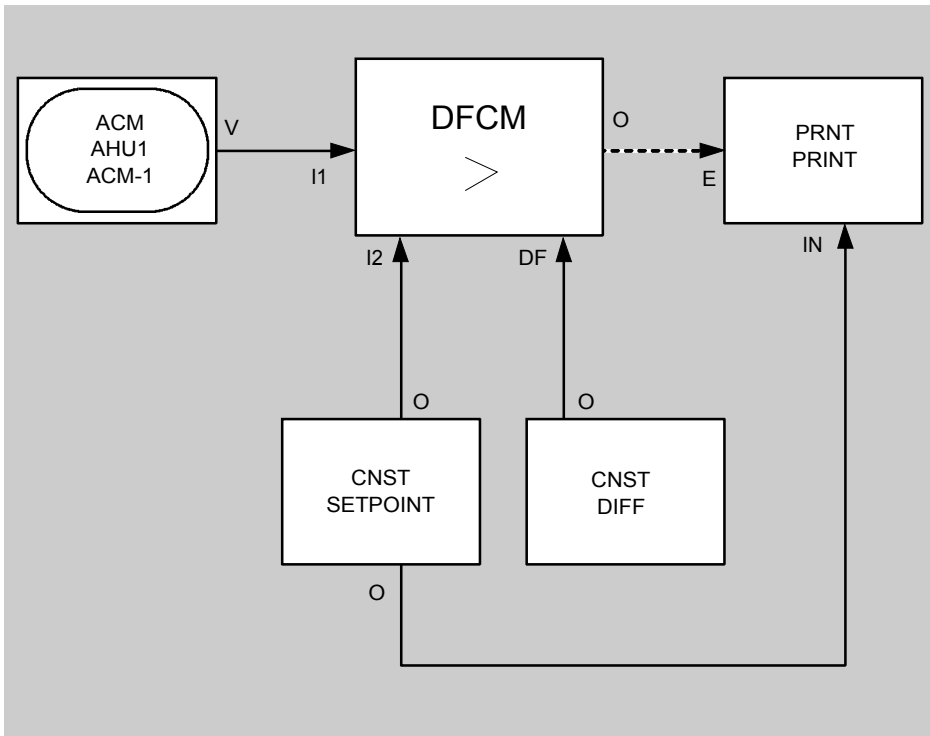 ACM
AHU1
ACM-1
V
I1
DFCM
>
O
E
PRNT
PRINT
I2
DF
IN
O
O
CNST
SETPOINT
CNST
DIFF
O